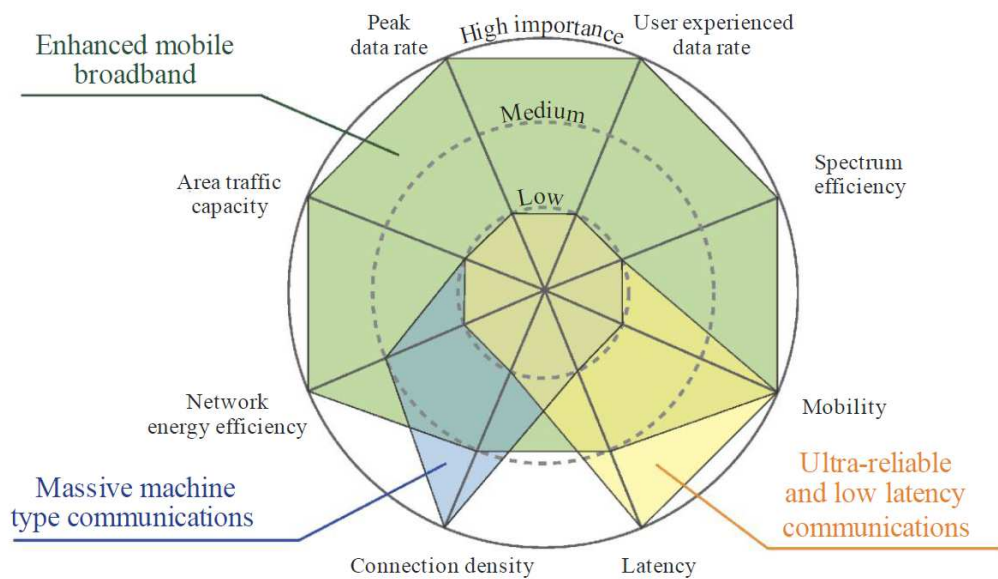 Enhanced mobile
broadband
Peak
data rate
High importance
User experienced
data rate
Medium
Area traffic
capacity
Low
Spectrum
efficiency
Network
energy efficiency
Mobility
Massive machine
type communications
Ultra-reliable
and low latency
communications
Connection density
Latency